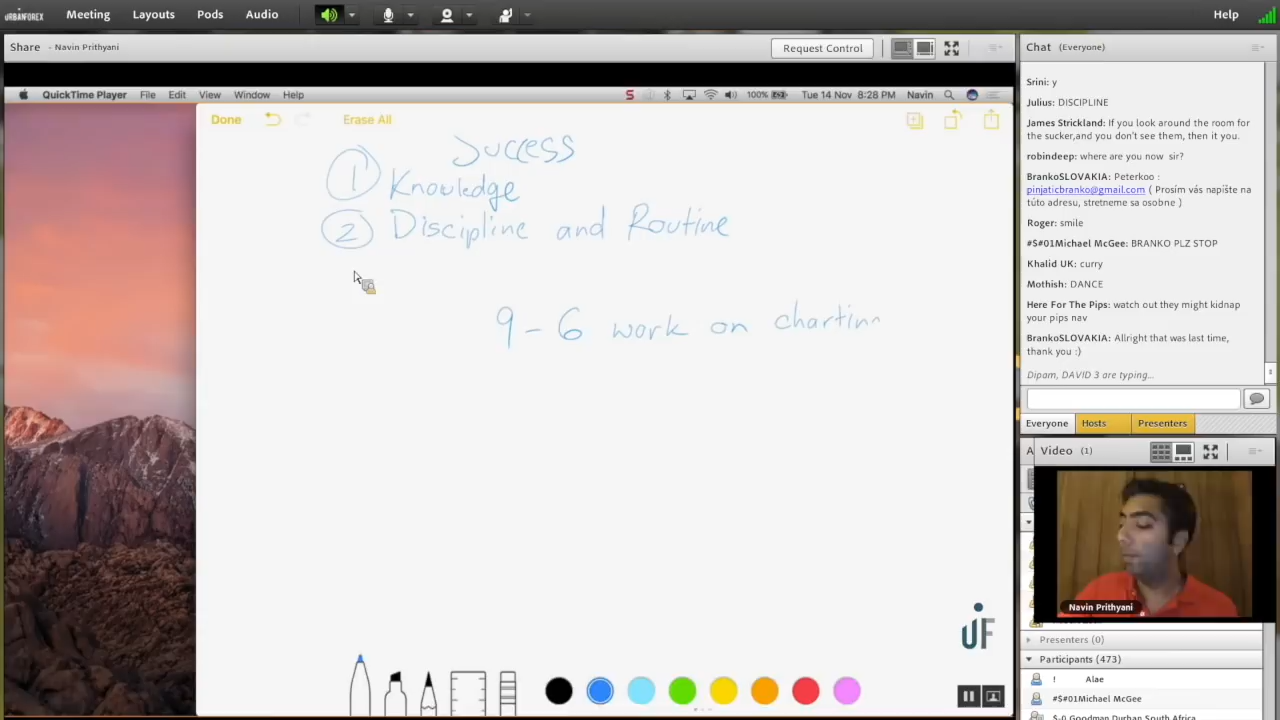 URBANFOREX Meeting Layouts Pods Audio Help
Share - Navin Prithyani
Request Control
QuickTime Player File Edit View Window Help
100% Tue 14 Nov 8:28 PM Navin
Done
Erase All
Success
1 Knowledge
2 Discipline and Routine
9-6 work on chartin
UF
Chat (Everyone)
Srini: y
Julius: DISCIPLINE
James Strickland: If you look around the room for
the sucker,and you don't see them, then it you.
robindeep: where are you now sir?
BrankoSLOVAKIA: Peterkoo :
pinjaticbranko@gmail.com ( Prosím vás napíšte na
túto adresu, stretneme sa osobne )
Roger: smile
#$#01Michael McGee: BRANKO PLZ STOP
Khalid UK: curry
Mothish: DANCE
Here For The Pips: watch out they might kidnap
your pips nav
BrankoSLOVAKIA: Allright that was last time,
thank you :)
Dipam, DAVID 3 are typing...
Everyone Hosts Presenters
A Video (1)
Navin Prithyani
Presenters (0)
Participants (473)
! Alae
#$#01Michael McGee
$-0 Goodman Durban South Africa